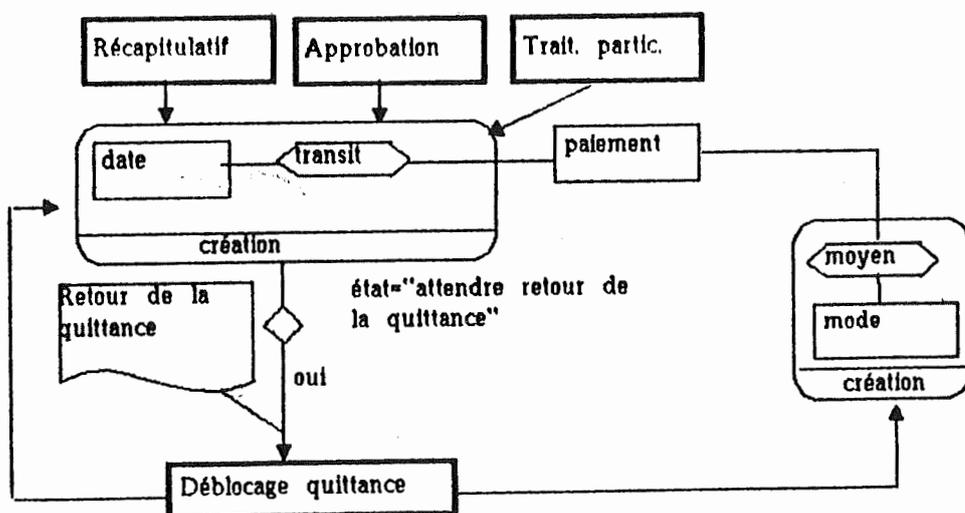 Récapitulatif
Approbation
Trait. partic.
date
transit
paiement
création
moyen
mode
création
Retour de la
quittance
état="attendre retour de
la quittance"
oui
Déblocage quittance